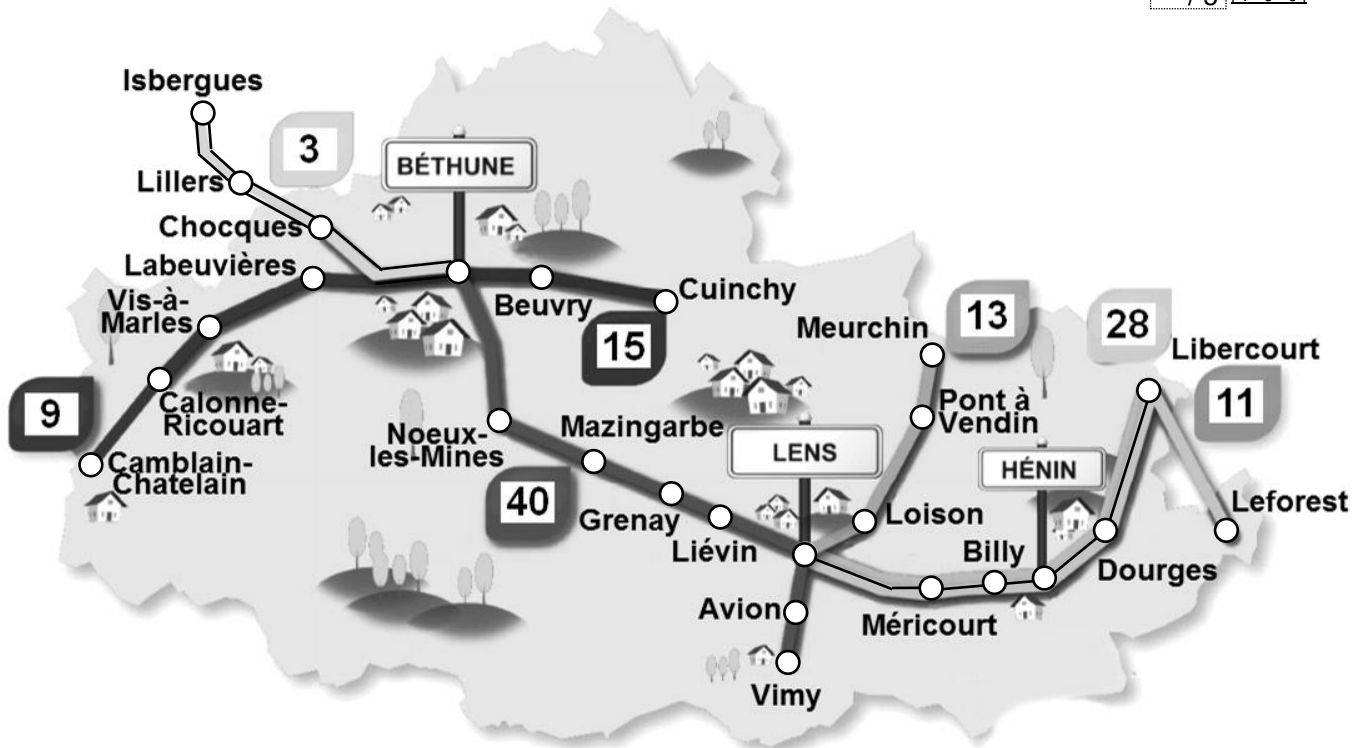 Isbergues
3
BÉTHUNE
Lillers
Chocques
Labeuvières
Vis-à-
Marles
Beuvry
Cuinchy
15
Meurchin
13
28
Libercourt
11
9
Calonne-
Ricouart
Camblain-
Chatelain
Noeux-
les-Mines
Mazingarbe
40
Grenay
Liévin
LENS
Pont à
Vendin
HÉNIN
Loison
Billy
Leforest
Dourges
Méricourt
Avion
Vimy